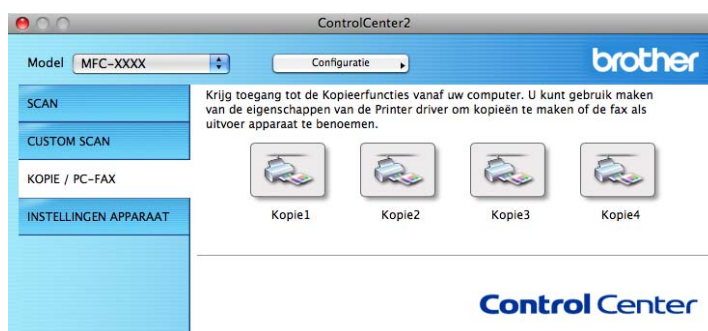 ControlCenter2
Model MFC-XXXX Configuratie brother
SCAN
CUSTOM SCAN
KOPIE / PC-FAX
INSTELLINGEN APPARAAT
Krijg toegang tot de Kopieerfuncties vanaf uw computer. U kunt gebruik maken
van de eigenschappen van de Printer driver om kopieën te maken of de fax als
uitvoer apparaat te benoemen.
Kopie1 Kopie2 Kopie3 Kopie4
Control Center